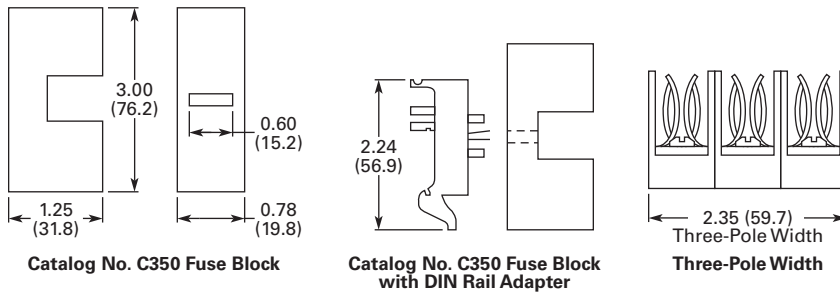 3.00
(76.2)
0.60
(15.2)
1.25
(31.8)
0.78
(19.8)
Catalog No. C350 Fuse Block
2.24
(56.9)
Catalog No. C350 Fuse Block
with DIN Rail Adapter
2.35 (59.7)
Three-Pole Width
Three-Pole Width